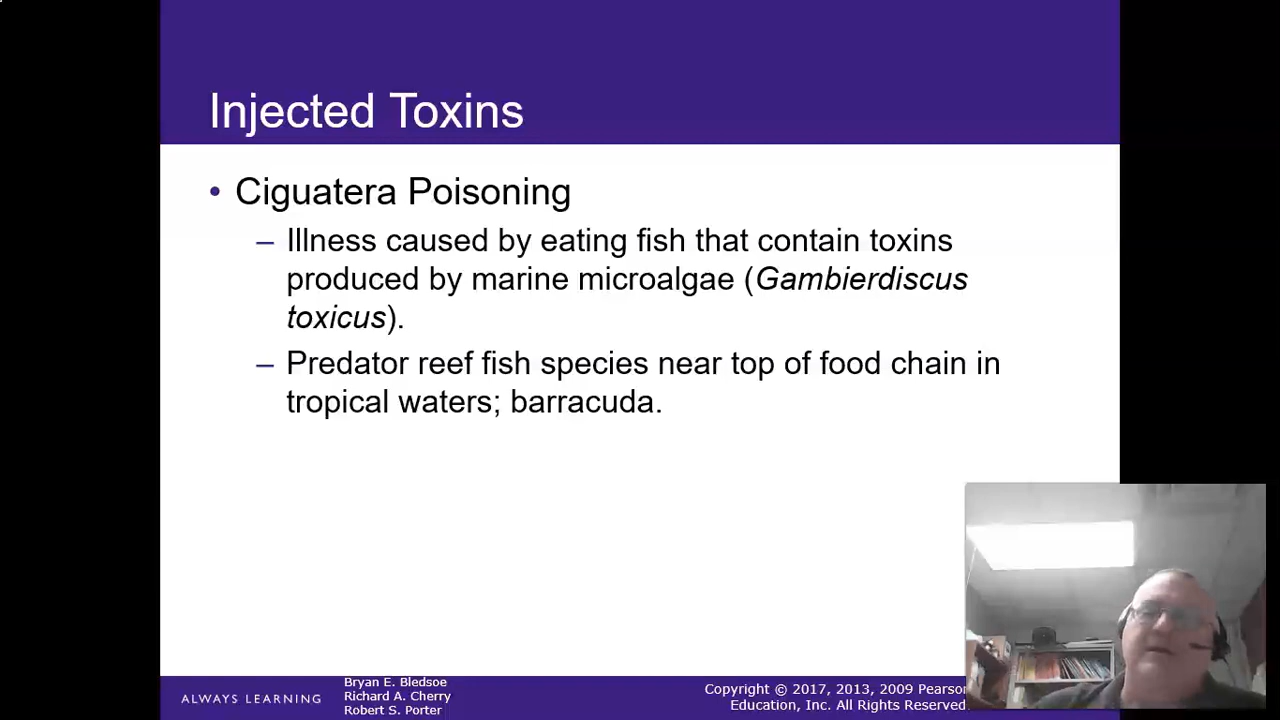 Injected Toxins
• Ciguatera Poisoning
– Illness caused by eating fish that contain toxins
produced by marine microalgae (Gambierdiscus
toxicus).
– Predator reef fish species near top of food chain in
tropical waters; barracuda.
ALWAYS LEARNING
Bryan E. Bledsoe
Richard A. Cherry
Robert S. Porter
Copyright © 2017, 2013, 2009 Pearson
Education, Inc. All Rights Reserved.